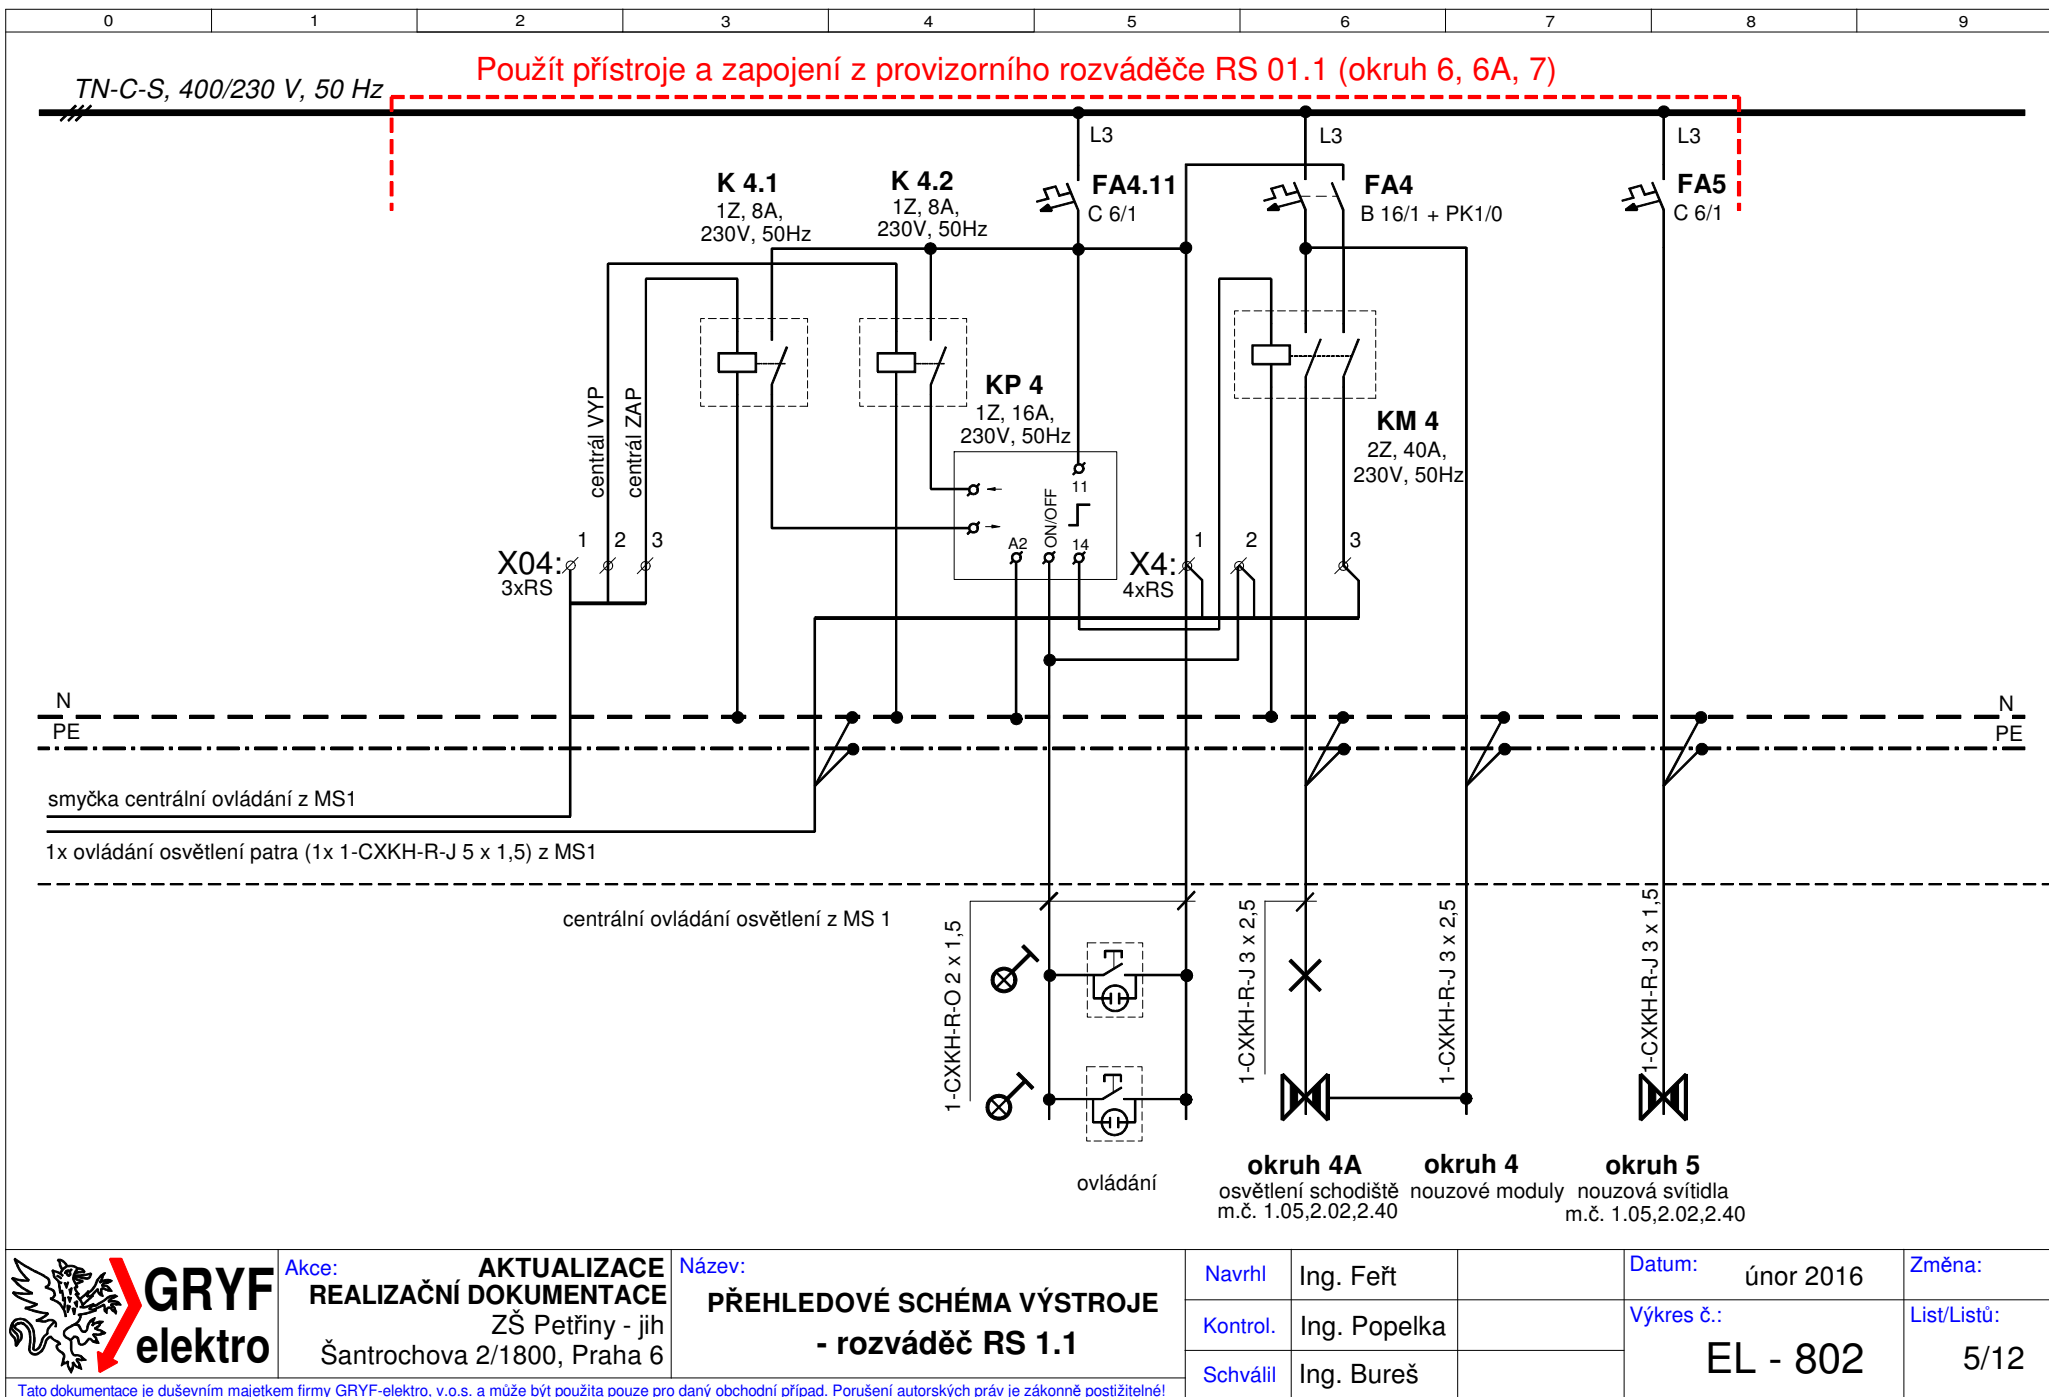 0 1 2 3 4 5 6 7 8 9
Použít přístroje a zapojení z provizorního rozváděče RS 01.1 (okruh 6, 6A, 7)
TN-C-S, 400/230 V, 50 Hz
L3
L3
L3
K 4.1
1Z, 8A,
230V, 50Hz
K 4.2
1Z, 8A,
230V, 50Hz
FA4.11
C 6/1
FA4
B 16/1 + PK1/0
FA5
C 6/1
centrál VYP
centrál ZAP
KP 4
1Z, 16A,
230V, 50Hz
11
ON/OFF
A2
14
KM 4
2Z, 40A,
230V, 50Hz
X04:
3xRS
1 2 3
X4:
4xRS
1 2 3
N
PE
N
PE
smyčka centrální ovládání z MS1
1x ovládání osvětlení patra (1x 1-CXKH-R-J 5 x 1,5) z MS1
centrální ovládání osvětlení z MS 1
1-CXKH-R-O 2 x 1,5
1-CXKH-R-J 3 x 2,5
1-CXKH-R-J 3 x 2,5
1-CXKH-R-J 3 x 1,5
ovládání
okruh 4A
osvětlení schodiště
m.č. 1.05,2.02,2.40
okruh 4
nouzové moduly
okruh 5
nouzová svítidla
m.č. 1.05,2.02,2.40
GRYF
elektro
Akce:
AKTUALIZACE
REALIZAČNÍ DOKUMENTACE
ZŠ Petřiny - jih
Šantrochova 2/1800, Praha 6
Název:
PŘEHLEDOVÉ SCHÉMA VÝSTROJE
- rozváděč RS 1.1
Navrhl Ing. Feřt
Kontrol. Ing. Popelka
Schválil Ing. Bureš
Datum:
únor 2016
Změna:
Výkres č.:
EL - 802
List/Listů:
5/12
Tato dokumentace je duševním majetkem firmy GRYF-elektro, v.o.s. a může být použita pouze pro daný obchodní případ. Porušení autorských práv je zákonně postižitelné!